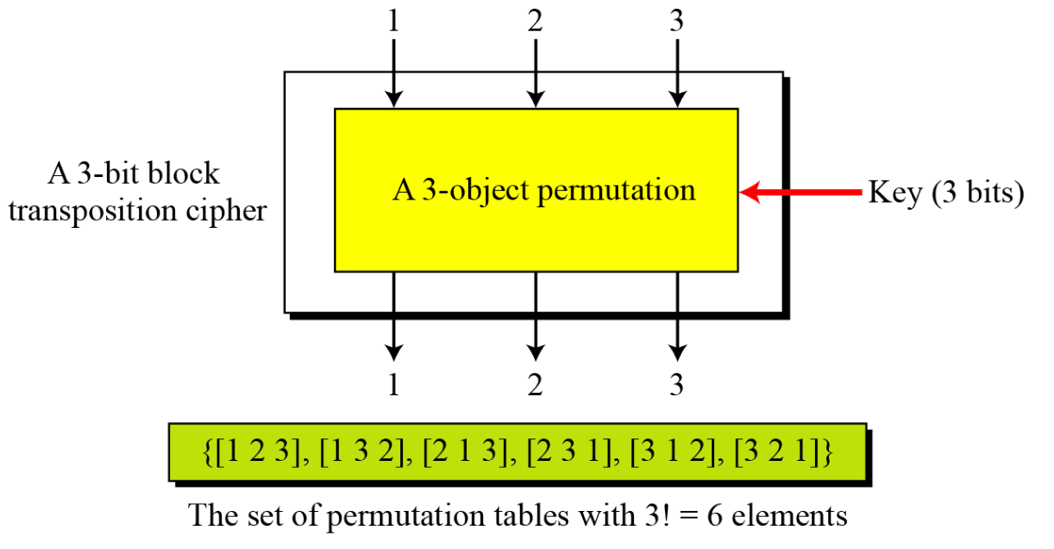 1 2 3
A 3-bit block
transposition cipher
A 3-object permutation
Key (3 bits)
1 2 3
{[1 2 3], [1 3 2], [2 1 3], [2 3 1], [3 1 2], [3 2 1]}
The set of permutation tables with 3! = 6 elements